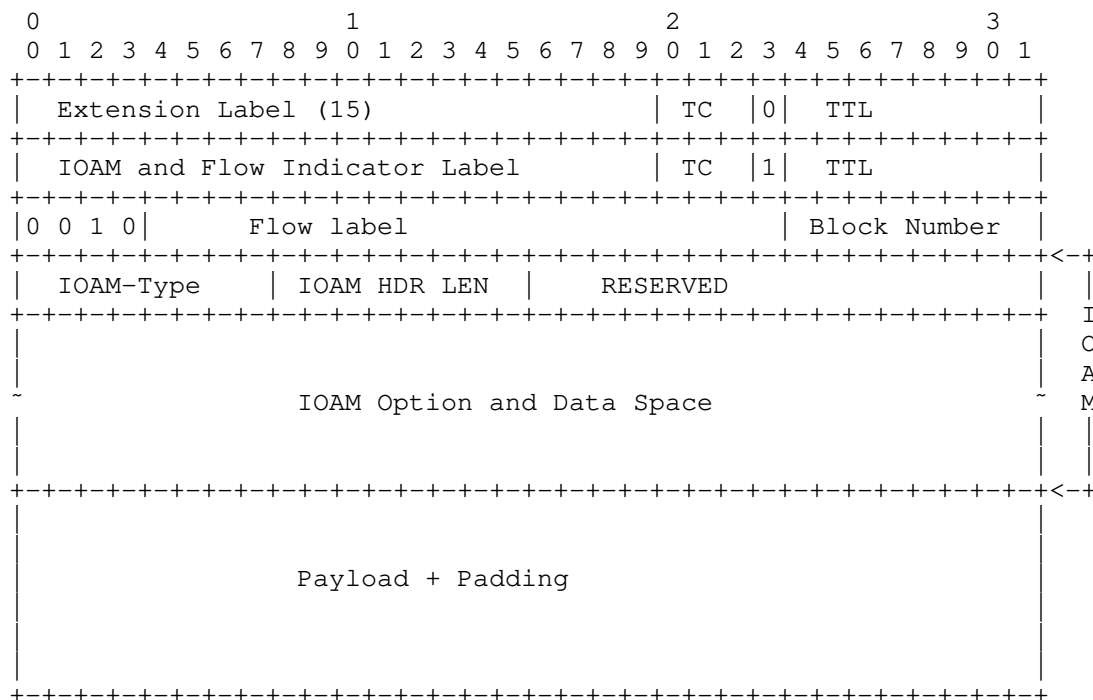 0                   1                   2                   3
 0 1 2 3 4 5 6 7 8 9 0 1 2 3 4 5 6 7 8 9 0 1 2 3 4 5 6 7 8 9 0 1
+-+-+-+-+-+-+-+-+-+-+-+-+-+-+-+-+-+-+-+-+-+-+-+-+-+-+-+-+-+-+-+-+
|  Extension Label (15)                 | TC  |0|  TTL          |
+-+-+-+-+-+-+-+-+-+-+-+-+-+-+-+-+-+-+-+-+-+-+-+-+-+-+-+-+-+-+-+-+
|  IOAM and Flow Indicator Label        | TC  |1|  TTL          |
+-+-+-+-+-+-+-+-+-+-+-+-+-+-+-+-+-+-+-+-+-+-+-+-+-+-+-+-+-+-+-+-+
|0 0 1 0|      Flow label                       | Block Number  |
+-+-+-+-+-+-+-+-+-+-+-+-+-+-+-+-+-+-+-+-+-+-+-+-+-+-+-+-+-+-+-+-+<-+
|  IOAM-Type    | IOAM HDR LEN  |    RESERVED                   |  |
+-+-+-+-+-+-+-+-+-+-+-+-+-+-+-+-+-+-+-+-+-+-+-+-+-+-+-+-+-+-+-+-+  I
|                                                               |  O
|                                                               |  A
~                 IOAM Option and Data Space                    ~  M
|                                                               |  |
|                                                               |  |
+-+-+-+-+-+-+-+-+-+-+-+-+-+-+-+-+-+-+-+-+-+-+-+-+-+-+-+-+-+-+-+-+<-+
|                                                               |
|                                                               |
|                 Payload + Padding                             |
|                                                               |
|                                                               |
|                                                               |
+-+-+-+-+-+-+-+-+-+-+-+-+-+-+-+-+-+-+-+-+-+-+-+-+-+-+-+-+-+-+-+-+